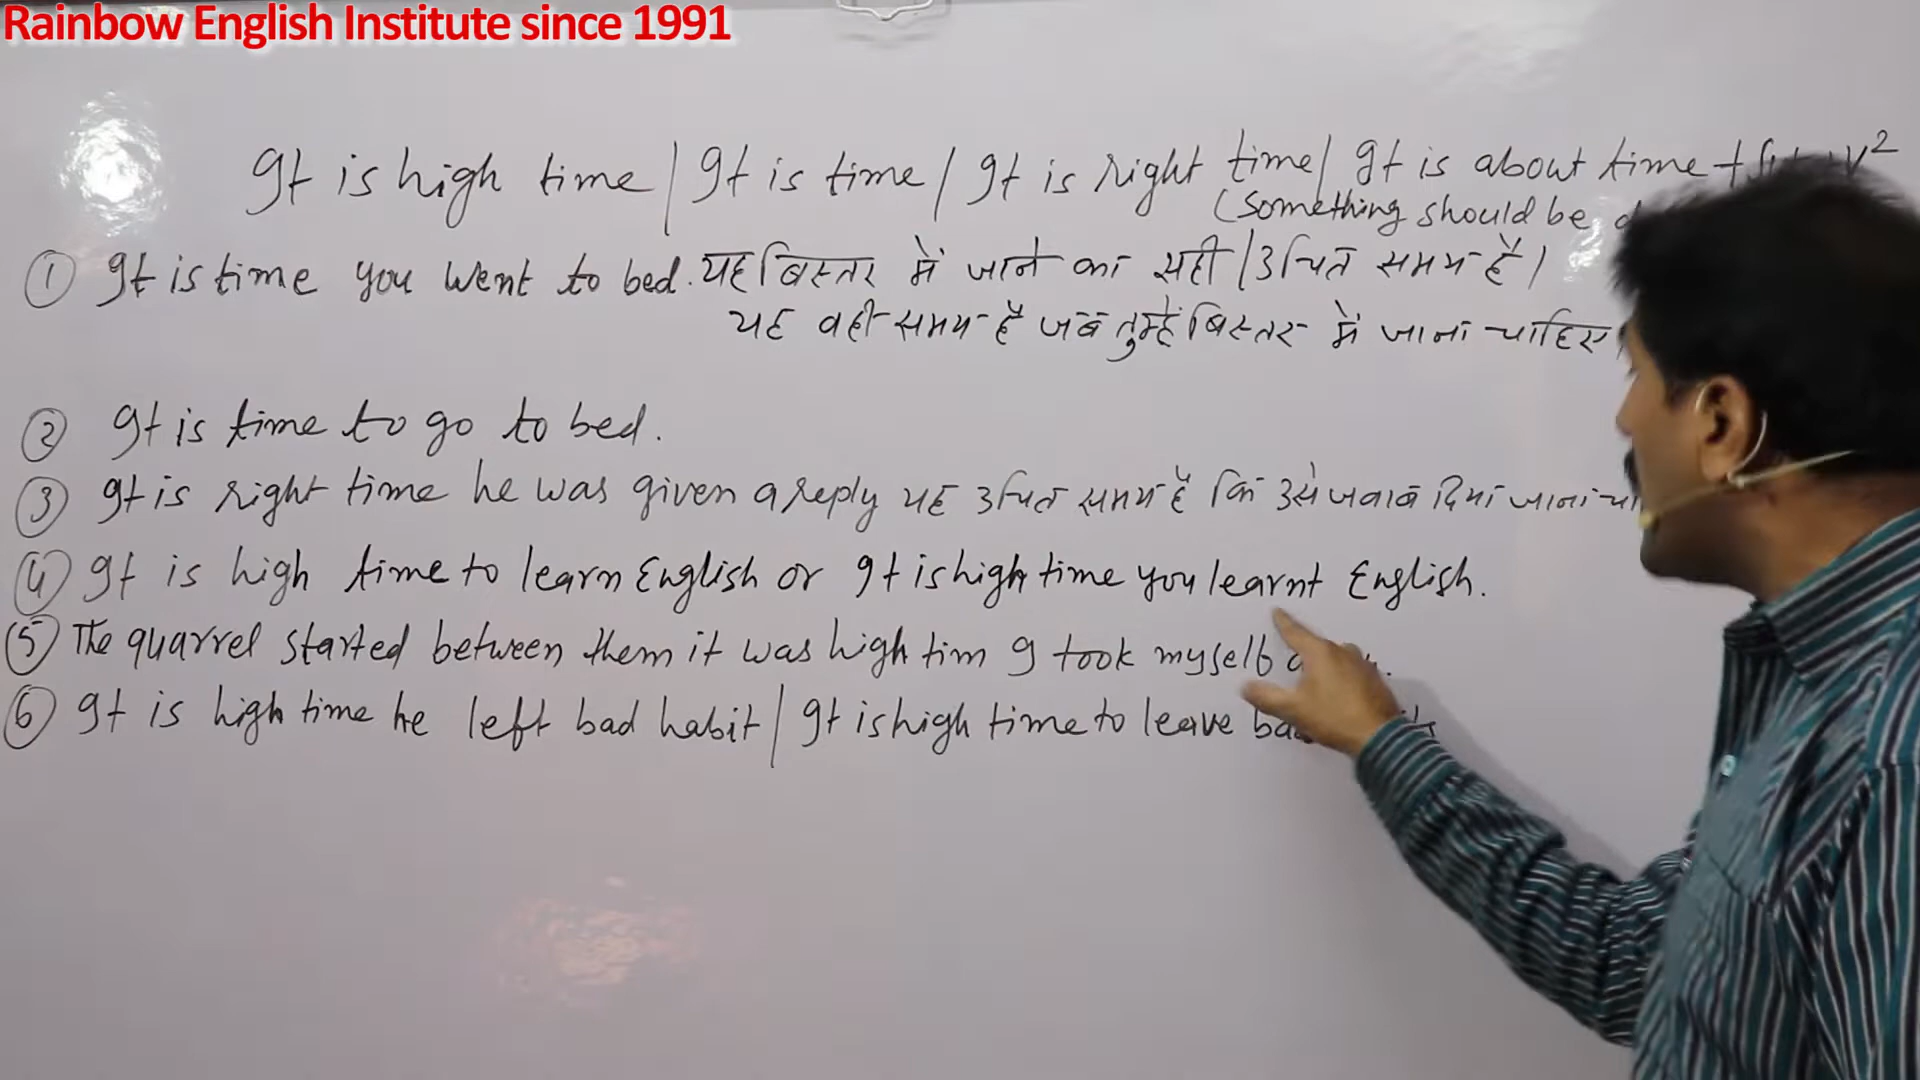 Rainbow English Institute since 1991
It is high time / It is time / It is right time / It is about time + V²
(Something should be
① It is time you went to bed. यह बिस्तर में जाने का सही / उचित समय है।
यह वही समय है जब तुम्हें बिस्तर में जाना चाहिए
② It is time to go to bed.
③ It is right time he was given a reply यह उचित समय है कि उसे जवाब दिया जाना चा
④ It is high time to learn English or It is high time you learnt English.
⑤ The quarrel started between them it was high tim I took myself
⑥ It is high time he left bad habit / It is high time to leave